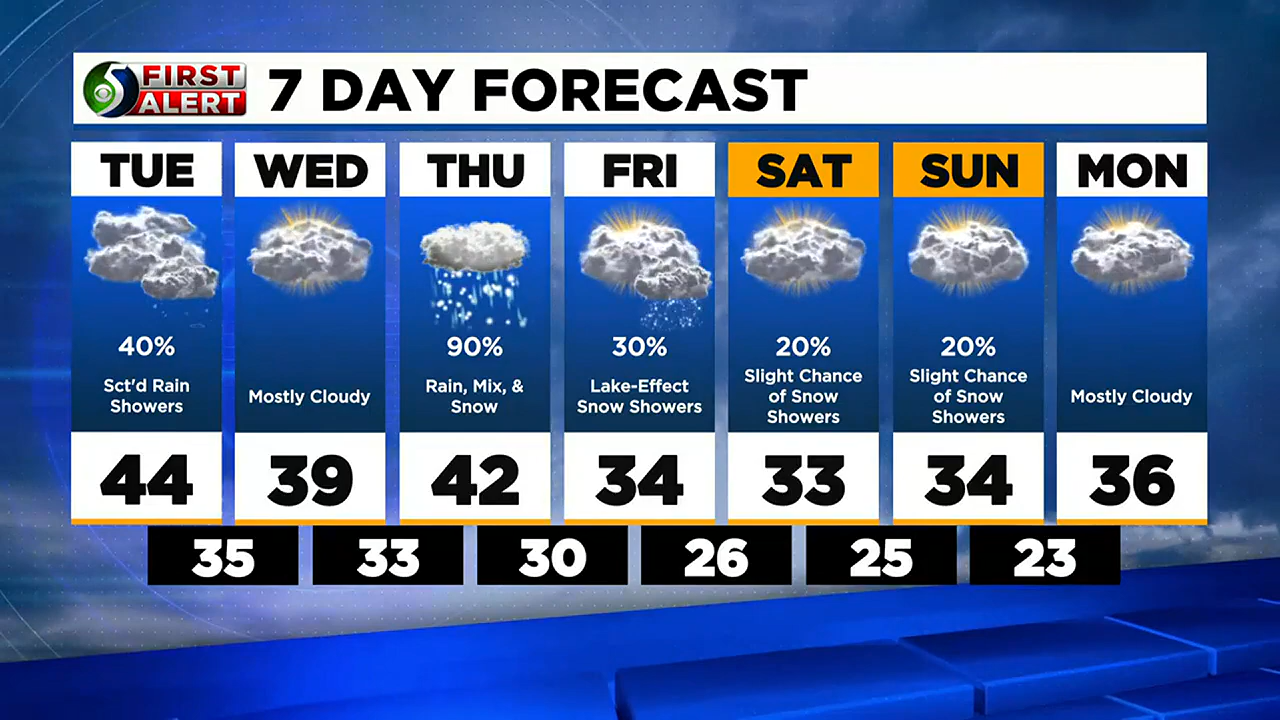 5 FIRST ALERT 7 DAY FORECAST
TUE WED THU FRI SAT SUN MON
40%
Sct'd Rain
Showers
44
Mostly Cloudy
39
90%
Rain, Mix, &
Snow
42
30%
Lake-Effect
Snow Showers
34
20%
Slight Chance
of Snow
Showers
33
20%
Slight Chance
of Snow
Showers
34
Mostly Cloudy
36
35 33 30 26 25 23